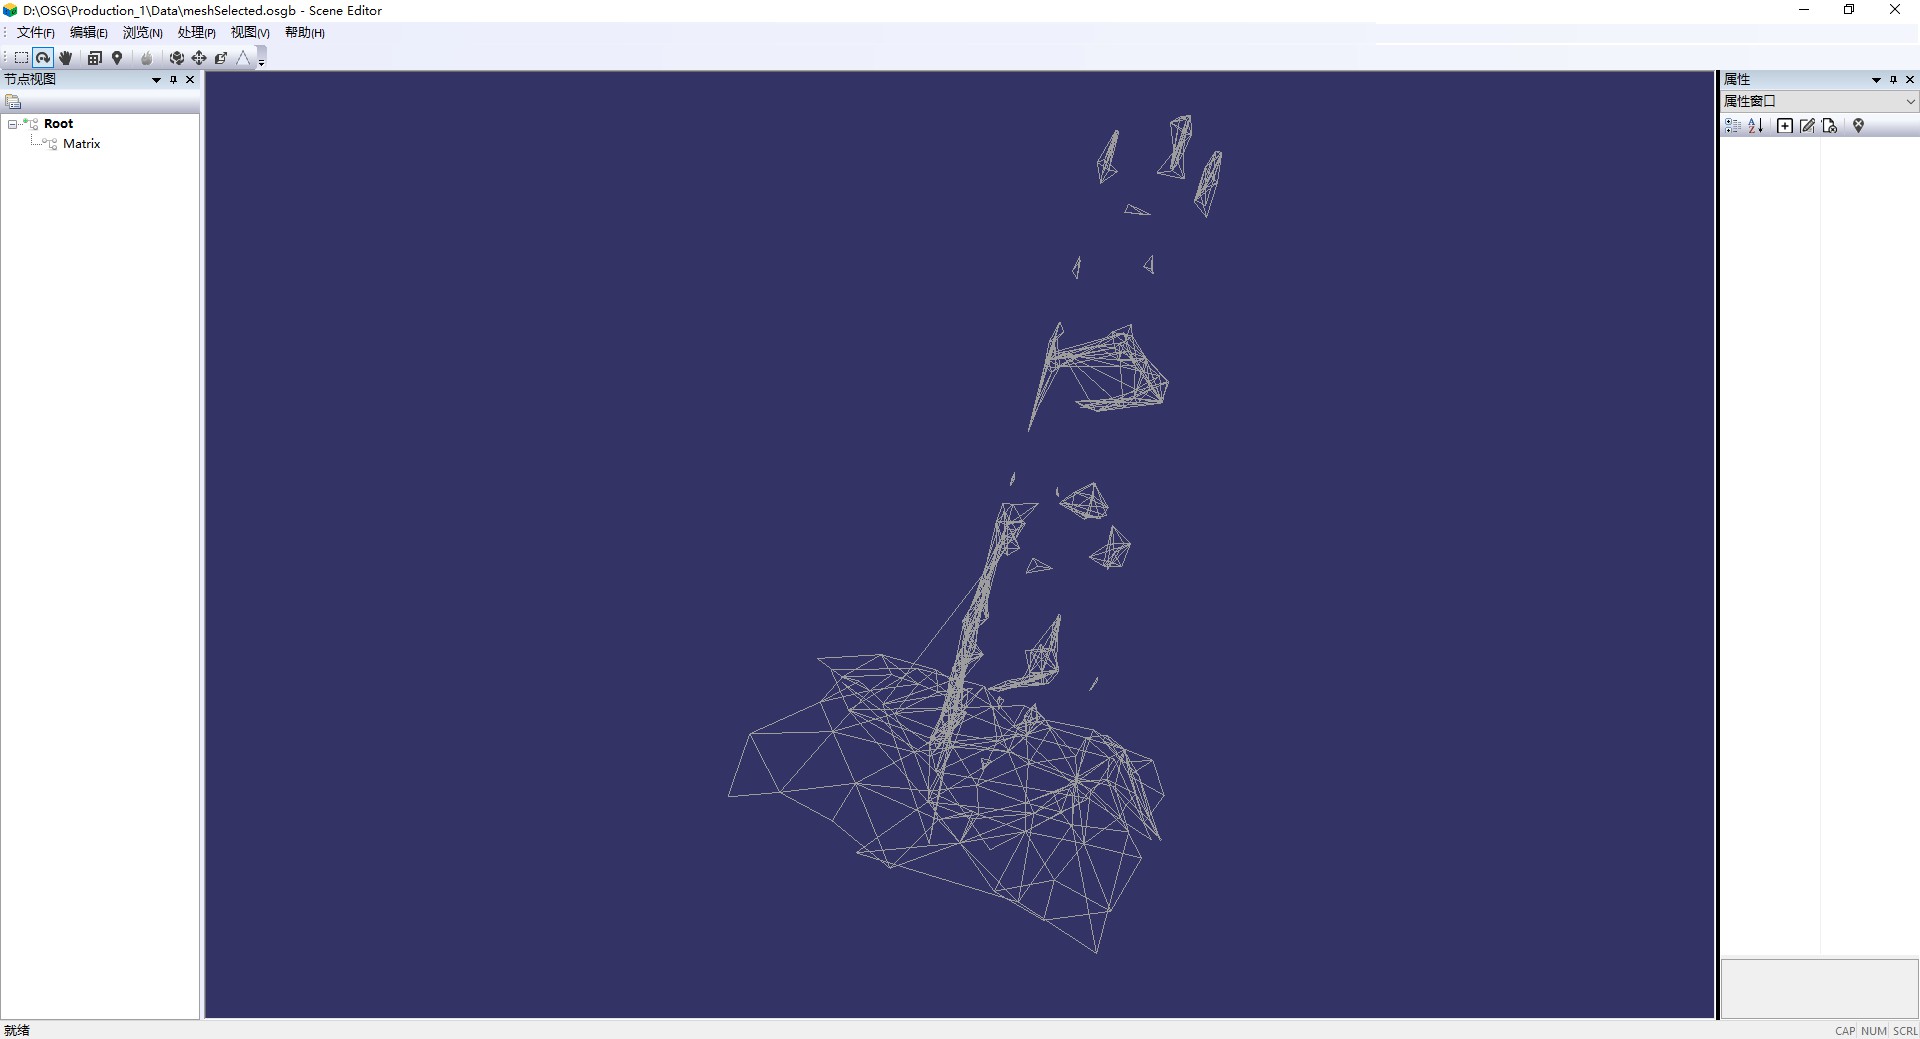 D:\OSG\Production_1\Data\meshSelected.osgb - Scene Editor
文件(F) 编辑(E) 浏览(N) 处理(P) 视图(V) 帮助(H)
节点视图
Root
Matrix
属性
属性窗口
就绪
CAP NUM SCRL